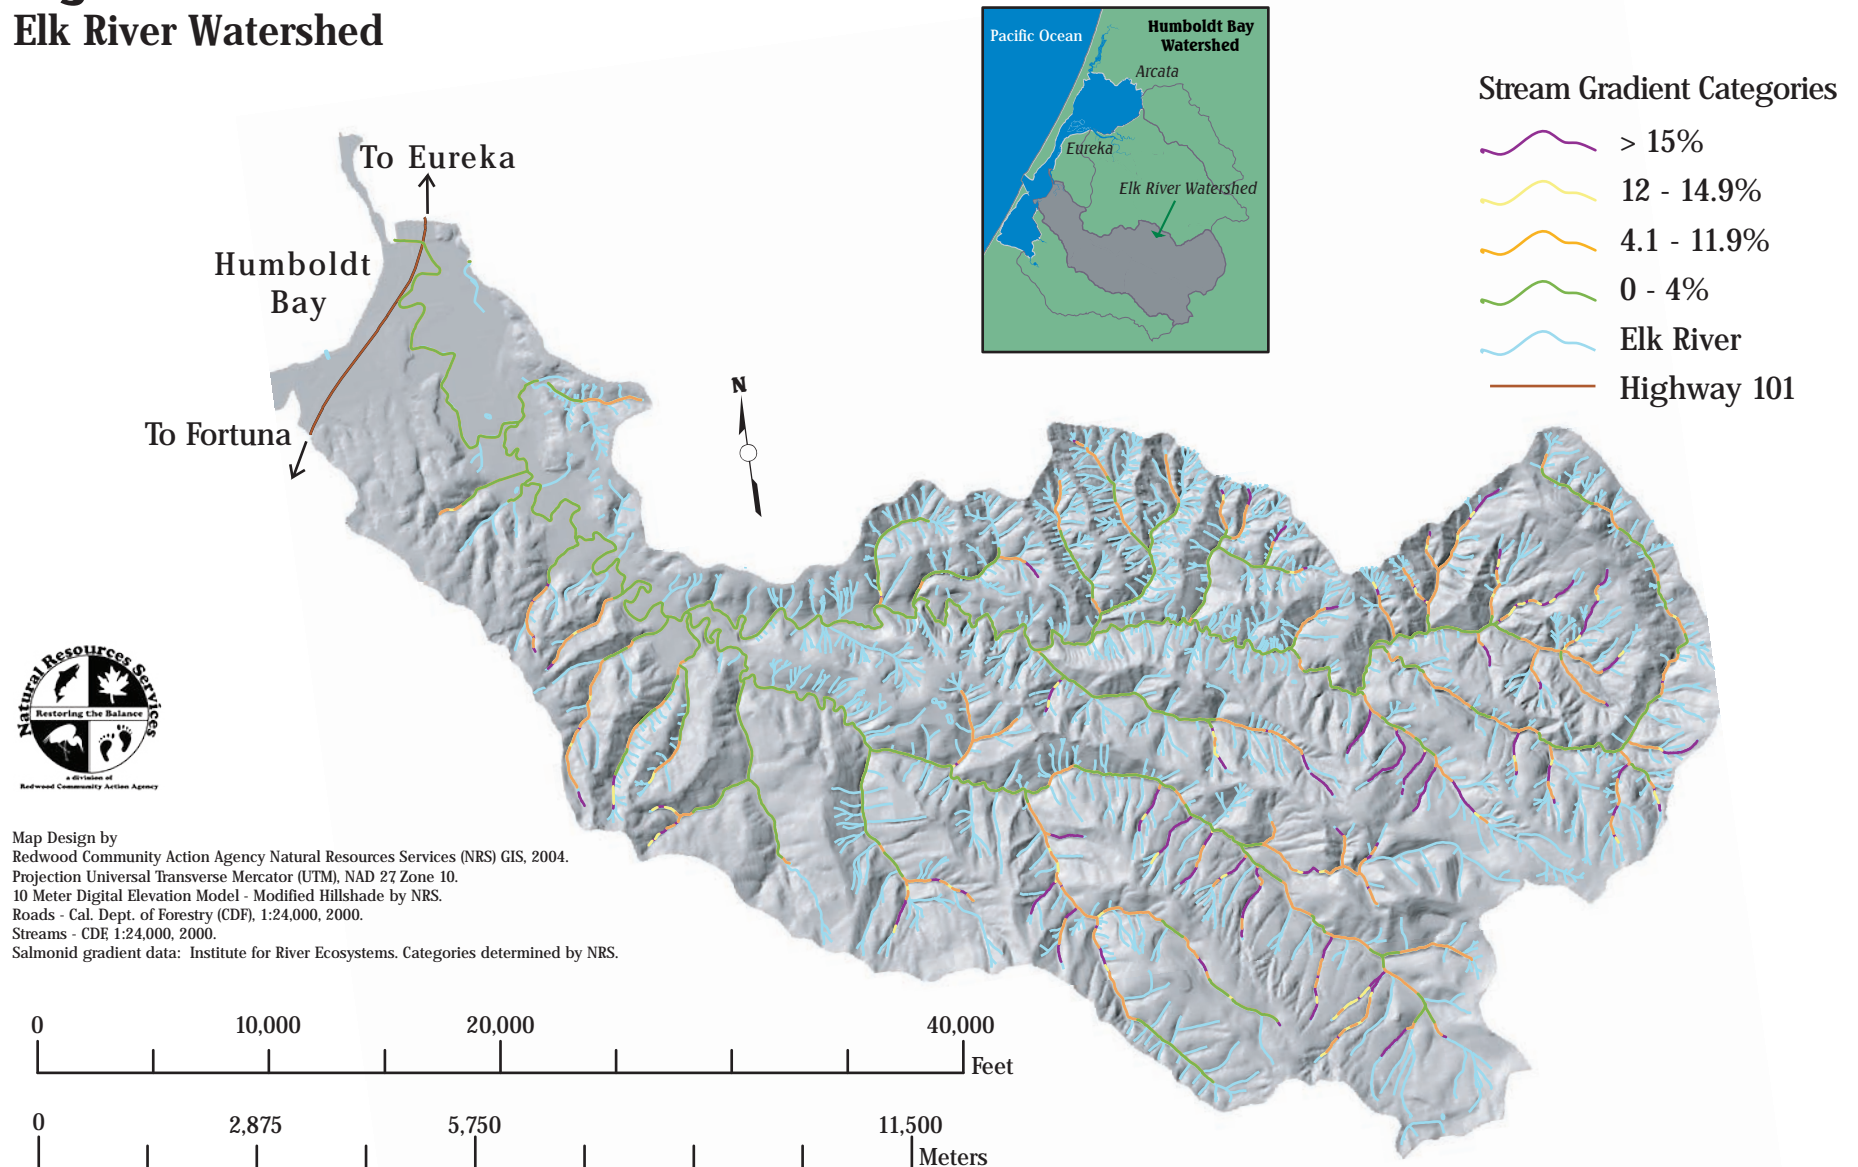 Elk River Watershed
Pacific Ocean
Humboldt Bay
Watershed
Arcata
Eureka
Elk River Watershed
Stream Gradient Categories
> 15%
12 - 14.9%
4.1 - 11.9%
0 - 4%
Elk River
Highway 101
To Eureka
Humboldt
Bay
To Fortuna
N
Natural Resources Services
Restoring the Balance
a division of
Redwood Community Action Agency
Map Design by
Redwood Community Action Agency Natural Resources Services (NRS) GIS, 2004.
Projection Universal Transverse Mercator (UTM), NAD 27 Zone 10.
10 Meter Digital Elevation Model - Modified Hillshade by NRS.
Roads - Cal. Dept. of Forestry (CDF), 1:24,000, 2000.
Streams - CDF, 1:24,000, 2000.
Salmonid gradient data: Institute for River Ecosystems. Categories determined by NRS.
0 10,000 20,000 40,000
Feet
0 2,875 5,750 11,500
Meters